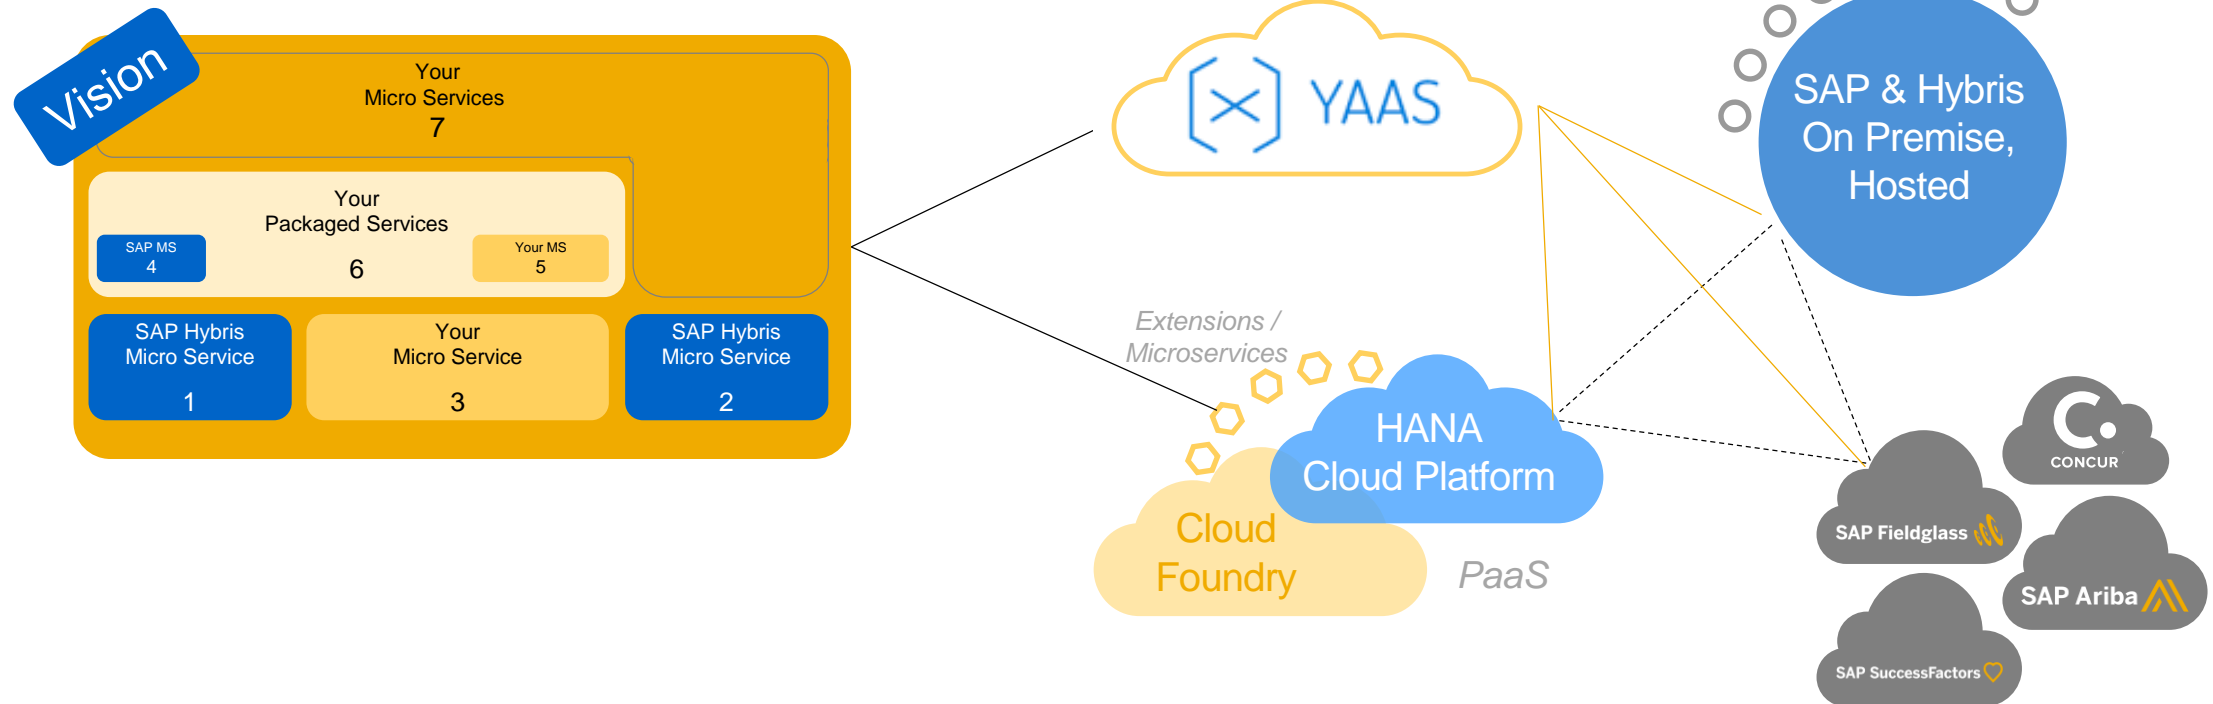 Vision
Your
Micro Services
7
Your
Packaged Services
6
SAP MS
4
Your MS
5
SAP Hybris
Micro Service
1
Your
Micro Service
3
SAP Hybris
Micro Service
2
YAAS
Extensions /
Microservices
HANA
Cloud Platform
Cloud
Foundry
PaaS
SAP & Hybris
On Premise,
Hosted
CONCUR
SAP Fieldglass
SAP Ariba
SAP SuccessFactors